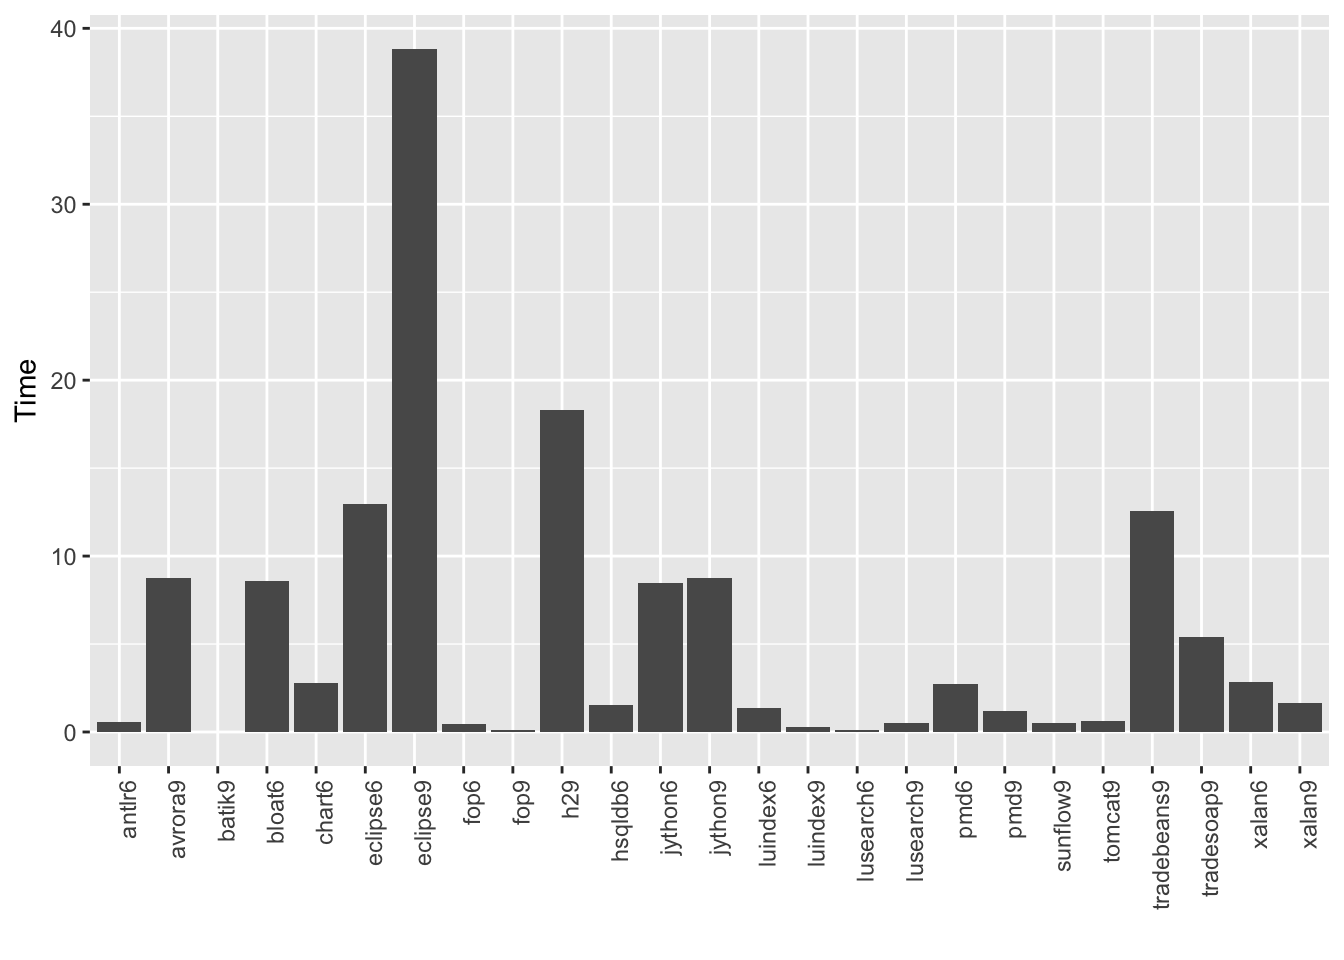 40
30
20
10
0
Time
antlr6
avrora9
batik9
bloat6
chart6
eclipse6
eclipse9
fop6
fop9
h29
hsqldb6
jython6
jython9
luindex6
luindex9
lusearch6
lusearch9
pmd6
pmd9
sunflow9
tomcat9
tradebeans9
tradesoap9
xalan6
xalan9